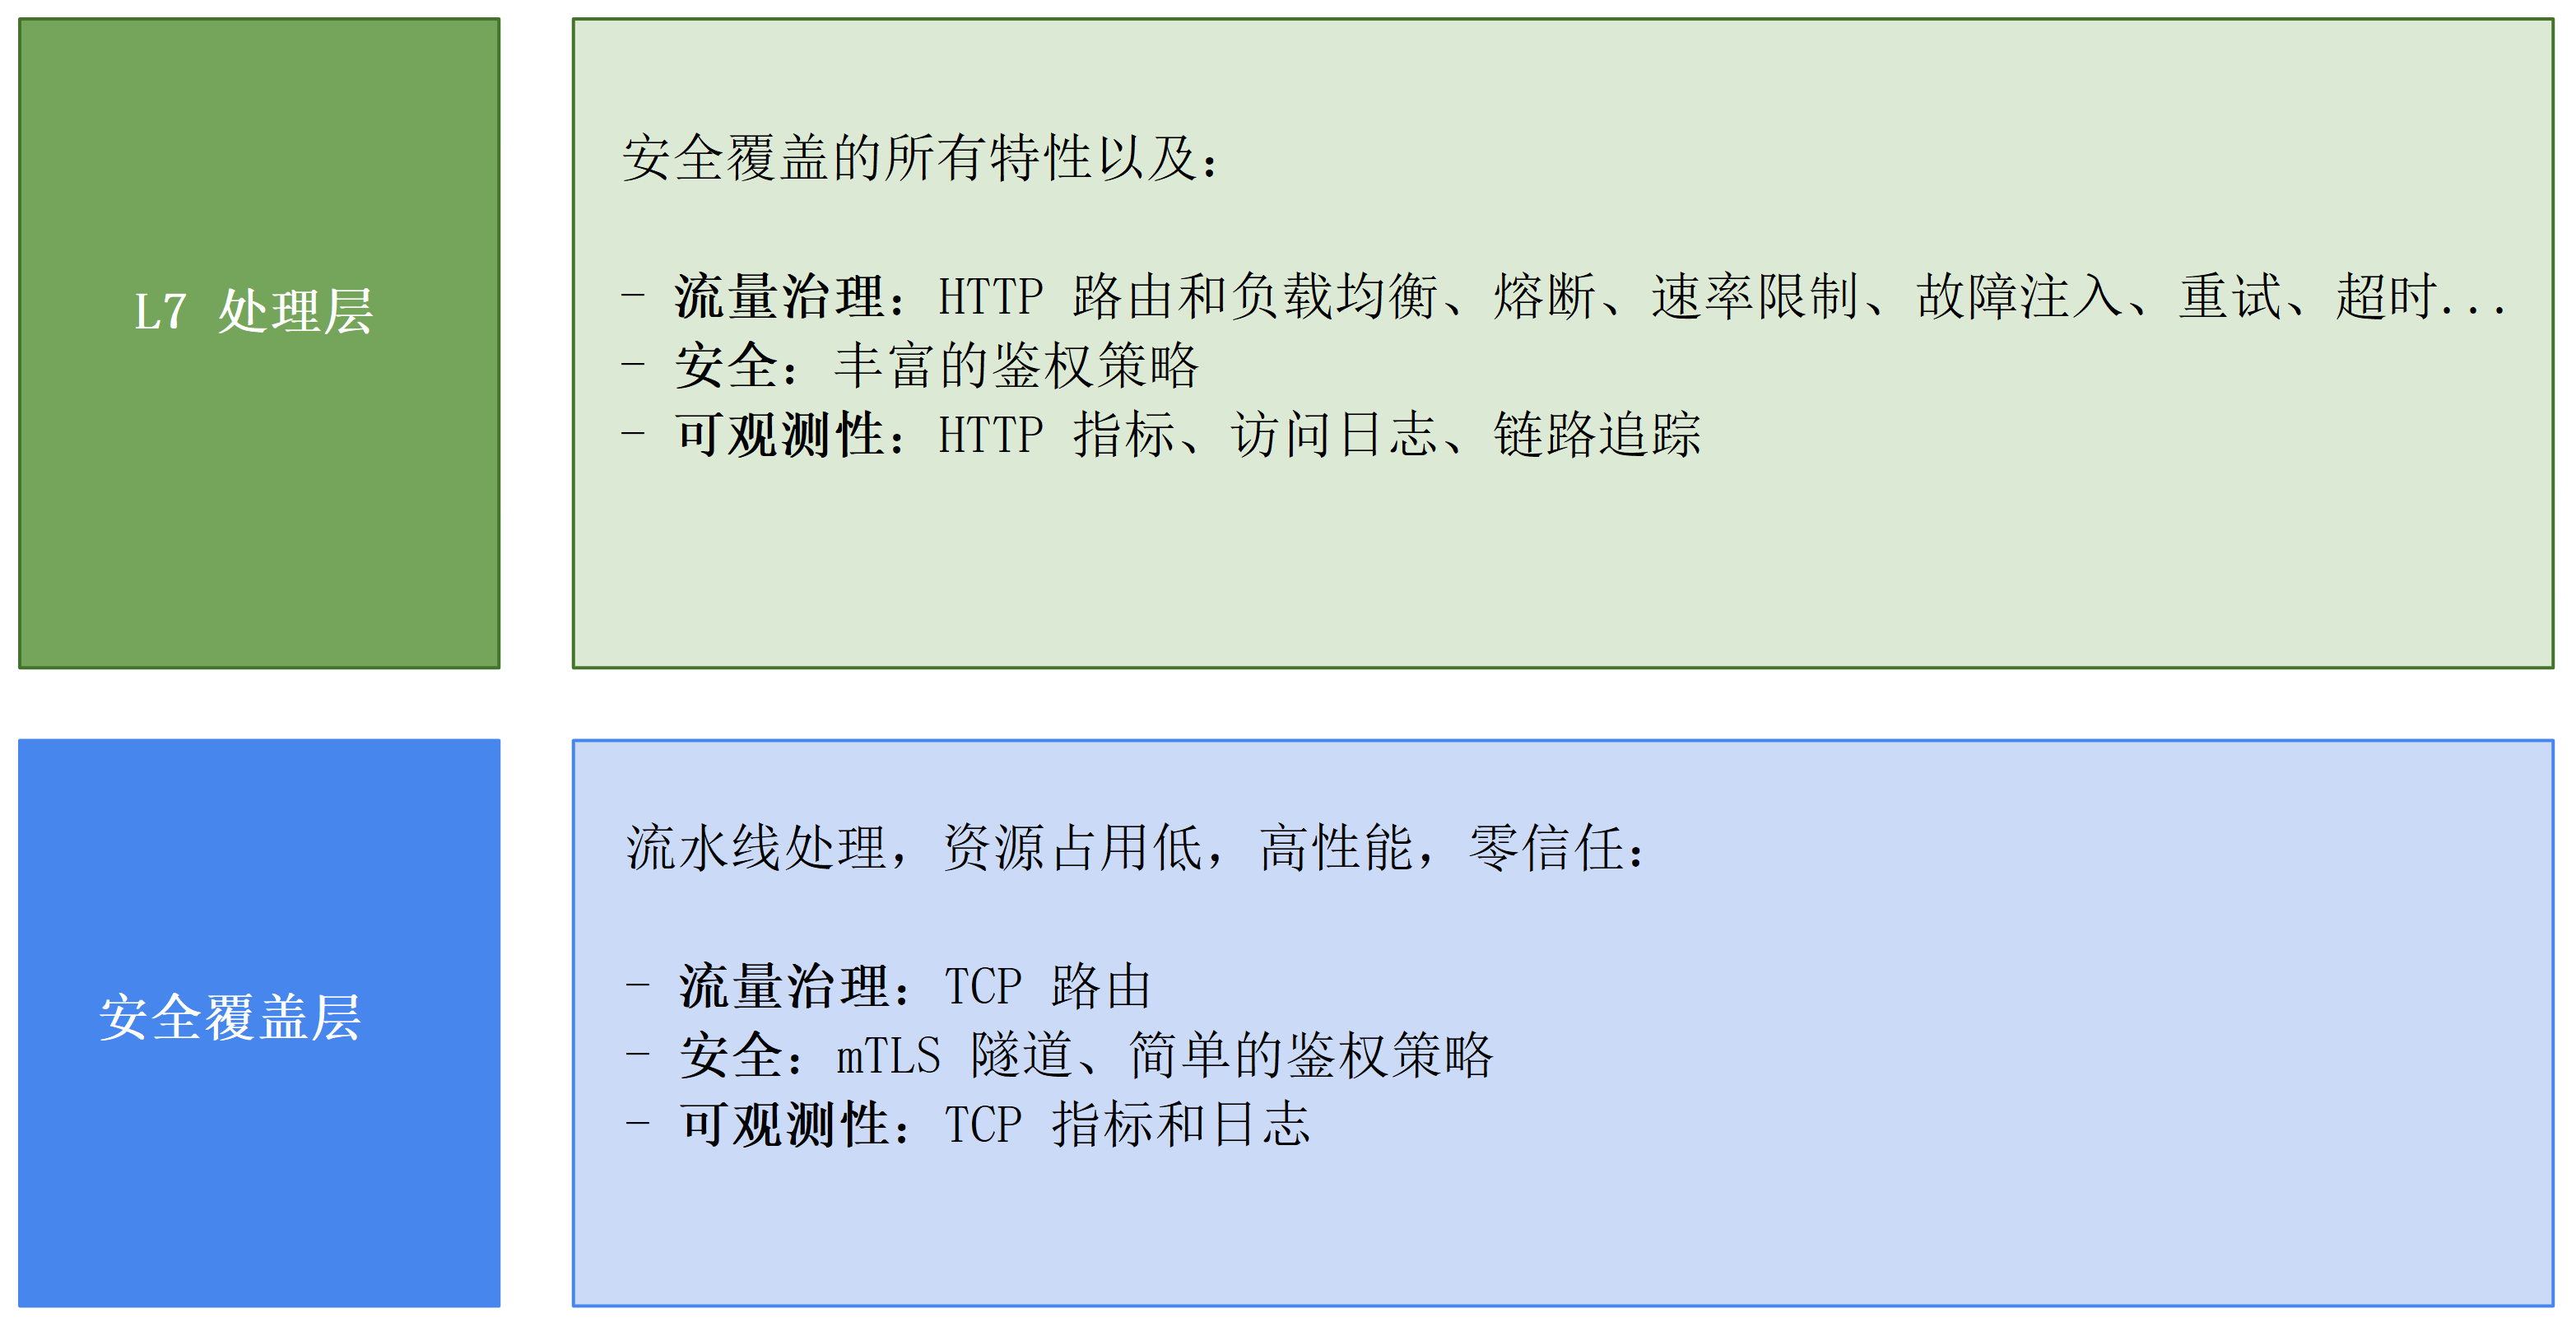 L7 处理层
安全覆盖的所有特性以及：
- 流量治理：HTTP 路由和负载均衡、熔断、速率限制、故障注入、重试、超时...
- 安全：丰富的鉴权策略
- 可观测性：HTTP 指标、访问日志、链路追踪
安全覆盖层
流水线处理，资源占用低，高性能，零信任：
- 流量治理：TCP 路由
- 安全：mTLS 隧道、简单的鉴权策略
- 可观测性：TCP 指标和日志